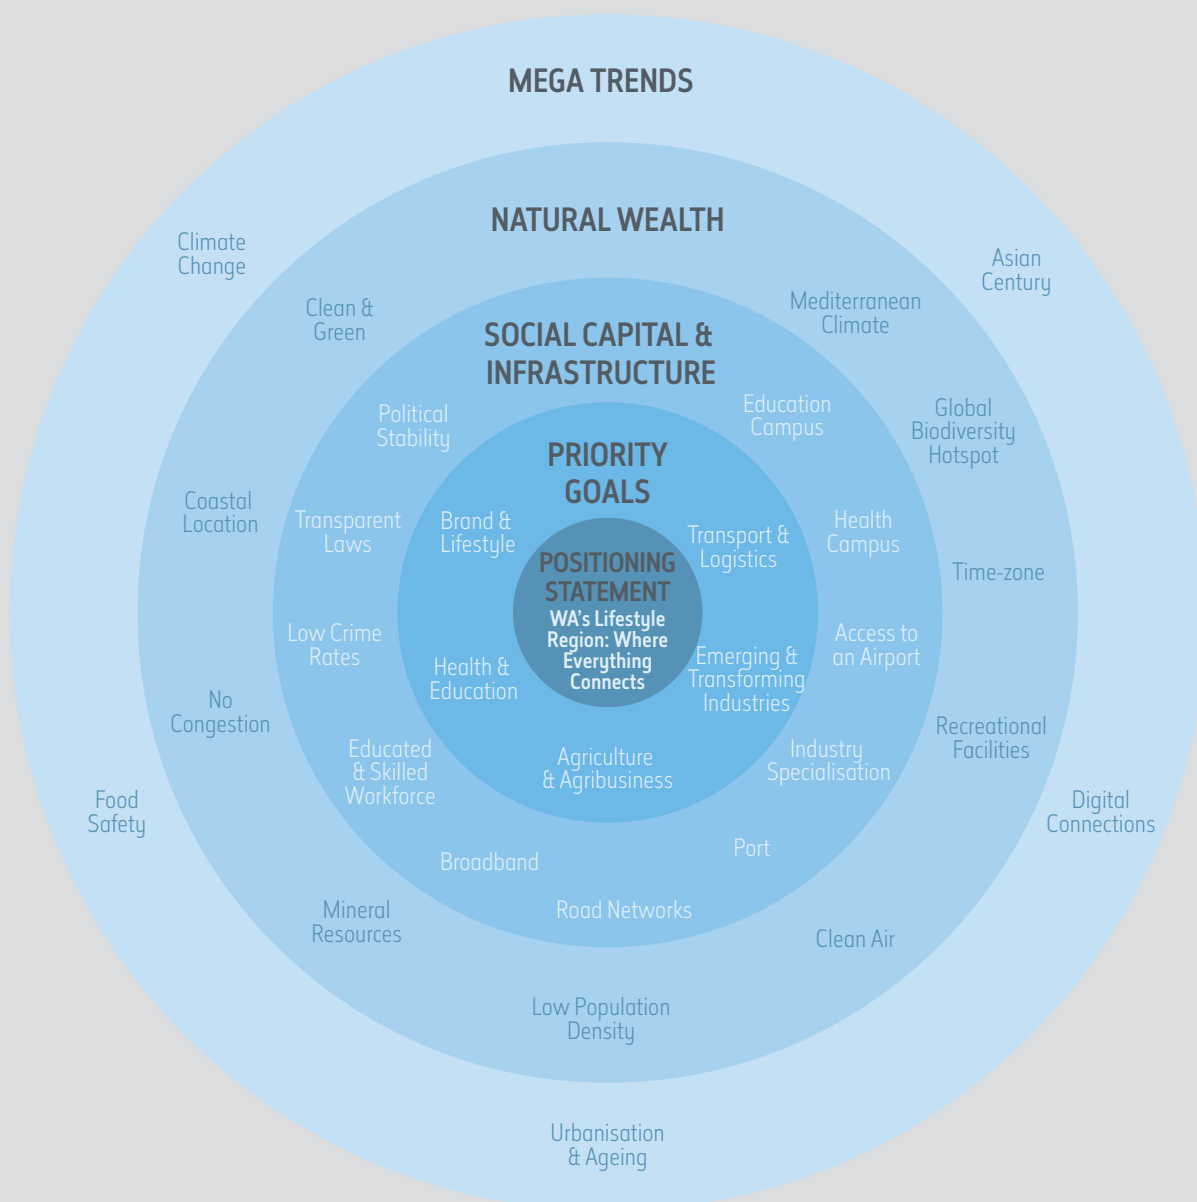 MEGA TRENDS
Climate
Change
Asian
Century
Food
Safety
Digital
Connections
Urbanisation
& Ageing
NATURAL WEALTH
Clean &
Green
Mediterranean
Climate
Coastal
Location
Global
Biodiversity
Hotspot
Time-zone
No
Congestion
Recreational
Facilities
Mineral
Resources
Clean Air
Low Population
Density
SOCIAL CAPITAL &
INFRASTRUCTURE
Political
Stability
Education
Campus
Transparent
Laws
Health
Campus
Low Crime
Rates
Access to
an Airport
Educated
& Skilled
Workforce
Industry
Specialisation
Broadband
Port
Road Networks
PRIORITY
GOALS
Brand &
Lifestyle
Transport &
Logistics
Health &
Education
Emerging &
Transforming
Industries
Agriculture
& Agribusiness
POSITIONING
STATEMENT
WA's Lifestyle
Region: Where
Everything
Connects